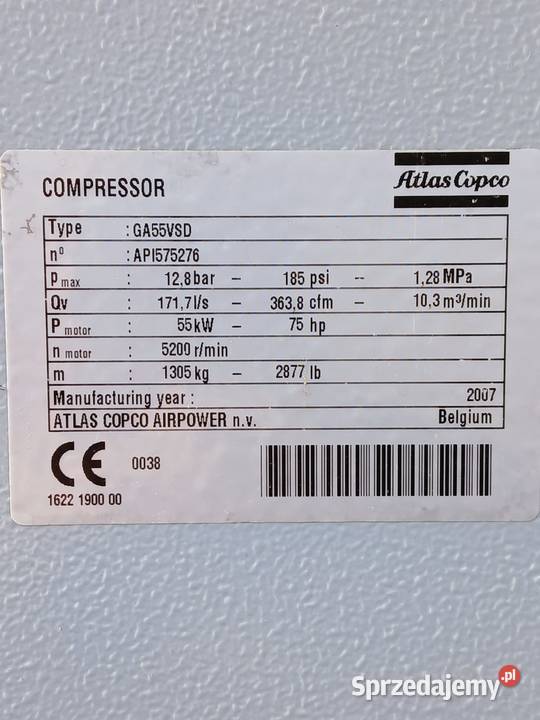 COMPRESSOR
Atlas Copco
Type : GA55VSD
nº : API575276
Pmax : 12,8 bar – 185 psi -- 1,28 MPa
Qv : 171,7 l/s – 363,8 cfm – 10,3 m³/min
P motor : 55 kW – 75 hp
n motor : 5200 r/min
m : 1305 kg – 2877 lb
Manufacturing year : 2007
ATLAS COPCO AIRPOWER n.v. Belgium
CE 0038
1622 1900 00
Sprzedajemy.pl